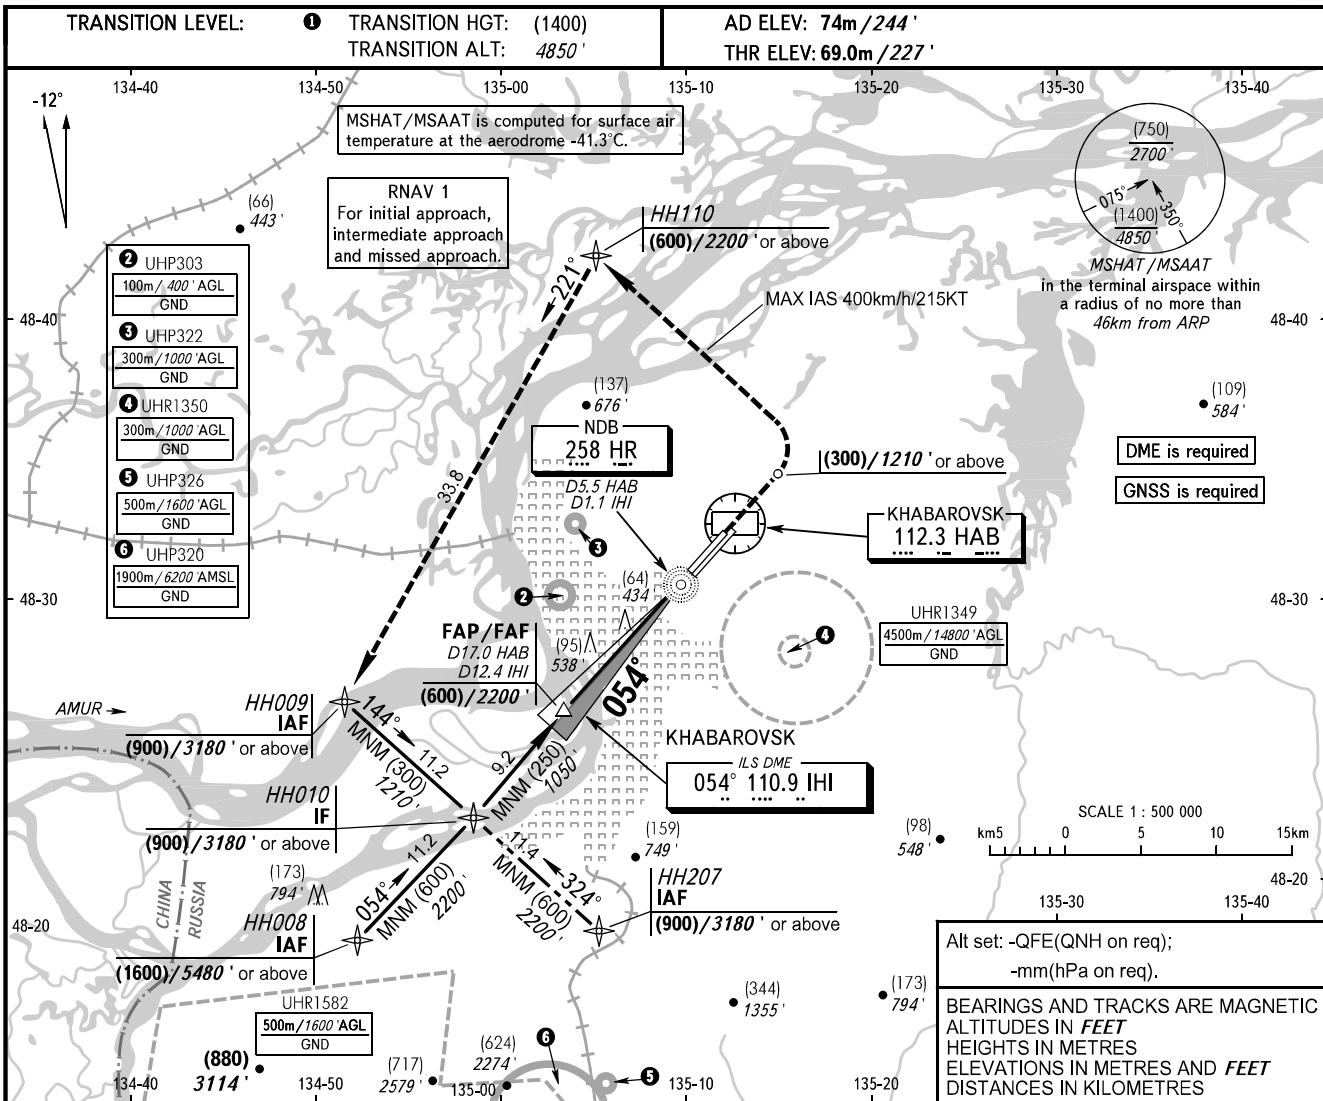 TRANSITION LEVEL: ❶ TRANSITION HGT: (1400)
TRANSITION ALT: 4850'
AD ELEV: 74m/244'
THR ELEV: 69.0m/227'
134-40 134-50 135-00 135-10 135-20 135-30 135-40
-12°
MSHAT/MSAAT is computed for surface air
temperature at the aerodrome -41.3°C.
RNAV 1
For initial approach,
intermediate approach
and missed approach.
(66)
443'
❷ UHP303
100m/400'AGL
GND
❸ UHP322
300m/1000'AGL
GND
❹ UHR1350
300m/1000'AGL
GND
❺ UHP326
500m/1600'AGL
GND
❻ UHP320
1900m/6200'AMSL
GND
HH110
(600)/2200' or above
221°
MAX IAS 400km/h/215KT
(750)
2700'
075°
350°
(1400)
4850'
MSHAT/MSAAT
in the terminal airspace within
a radius of no more than
46km from ARP
48-40
48-40
(137)
676'
NDB
258 HR
D5.5 HAB
D1.1 IHI
(300)/1210' or above
(109)
584'
DME is required
GNSS is required
33.8
KHABAROVSK
112.3 HAB
❸
(64)
434'
❷
48-30
48-30
UHR1349
4500m/14800'AGL
GND
❹
FAP/FAF
D17.0 HAB
D12.4 IHI
(600)/2200'
(95)
538'
054°
HH009
IAF
(900)/3180' or above
AMUR
144°
11.2
MNM (300)
1210'
9.2
MNM (250)
1050'
KHABAROVSK
ILS DME
054° 110.9 IHI
HH010
IF
(900)/3180' or above
SCALE 1 : 500 000
km5 0 5 10 15km
(159)
749'
(98)
548'
(173)
794'
CHINA
RUSSIA
054°
11.2
MNM (600)
2200'
11.4
324°
MNM (600)
2200'
HH207
IAF
(900)/3180' or above
48-20
48-20
135-30 135-40
HH008
IAF
(1600)/5480' or above
UHR1582
500m/1600'AGL
GND
(344)
1355'
(173)
794'
(880)
3114'
(717)
2579'
(624)
2274'
❻
❺
134-40 134-50 135-00 135-10 135-20
Alt set: -QFE(QNH on req);
-mm(hPa on req).
BEARINGS AND TRACKS ARE MAGNETIC
ALTITUDES IN FEET
HEIGHTS IN METRES
ELEVATIONS IN METRES AND FEET
DISTANCES IN KILOMETRES